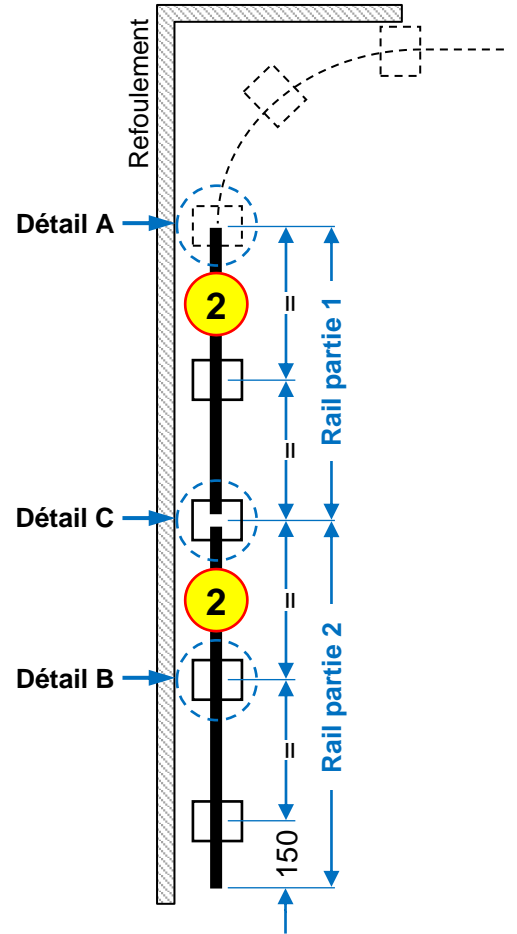 Refoulement
Détail A
2
=
Rail partie 1
=
Détail C
2
=
Rail partie 2
Détail B
=
150